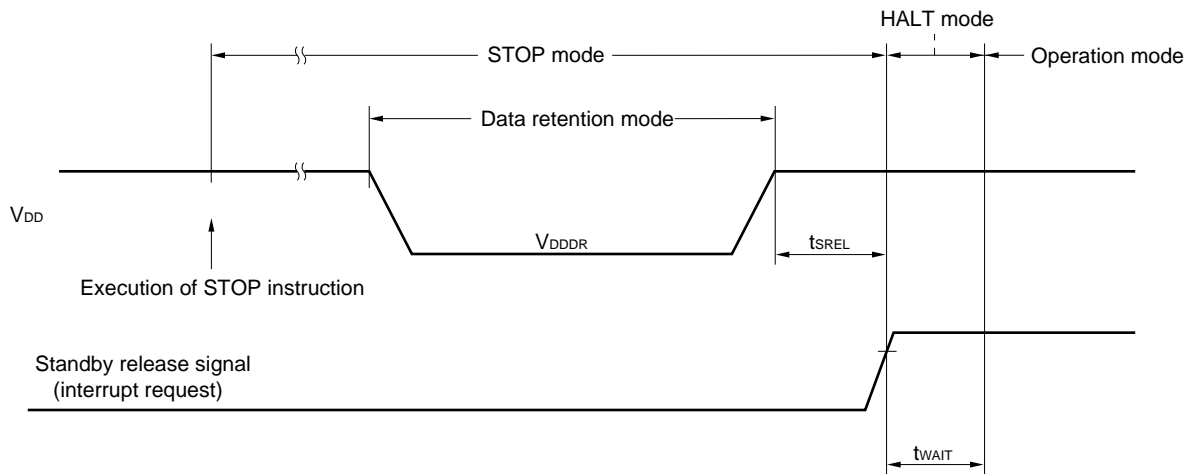 HALT mode
STOP mode
Operation mode
Data retention mode
VDD
VDDDR
tSREL
Execution of STOP instruction
Standby release signal
(interrupt request)
tWAIT